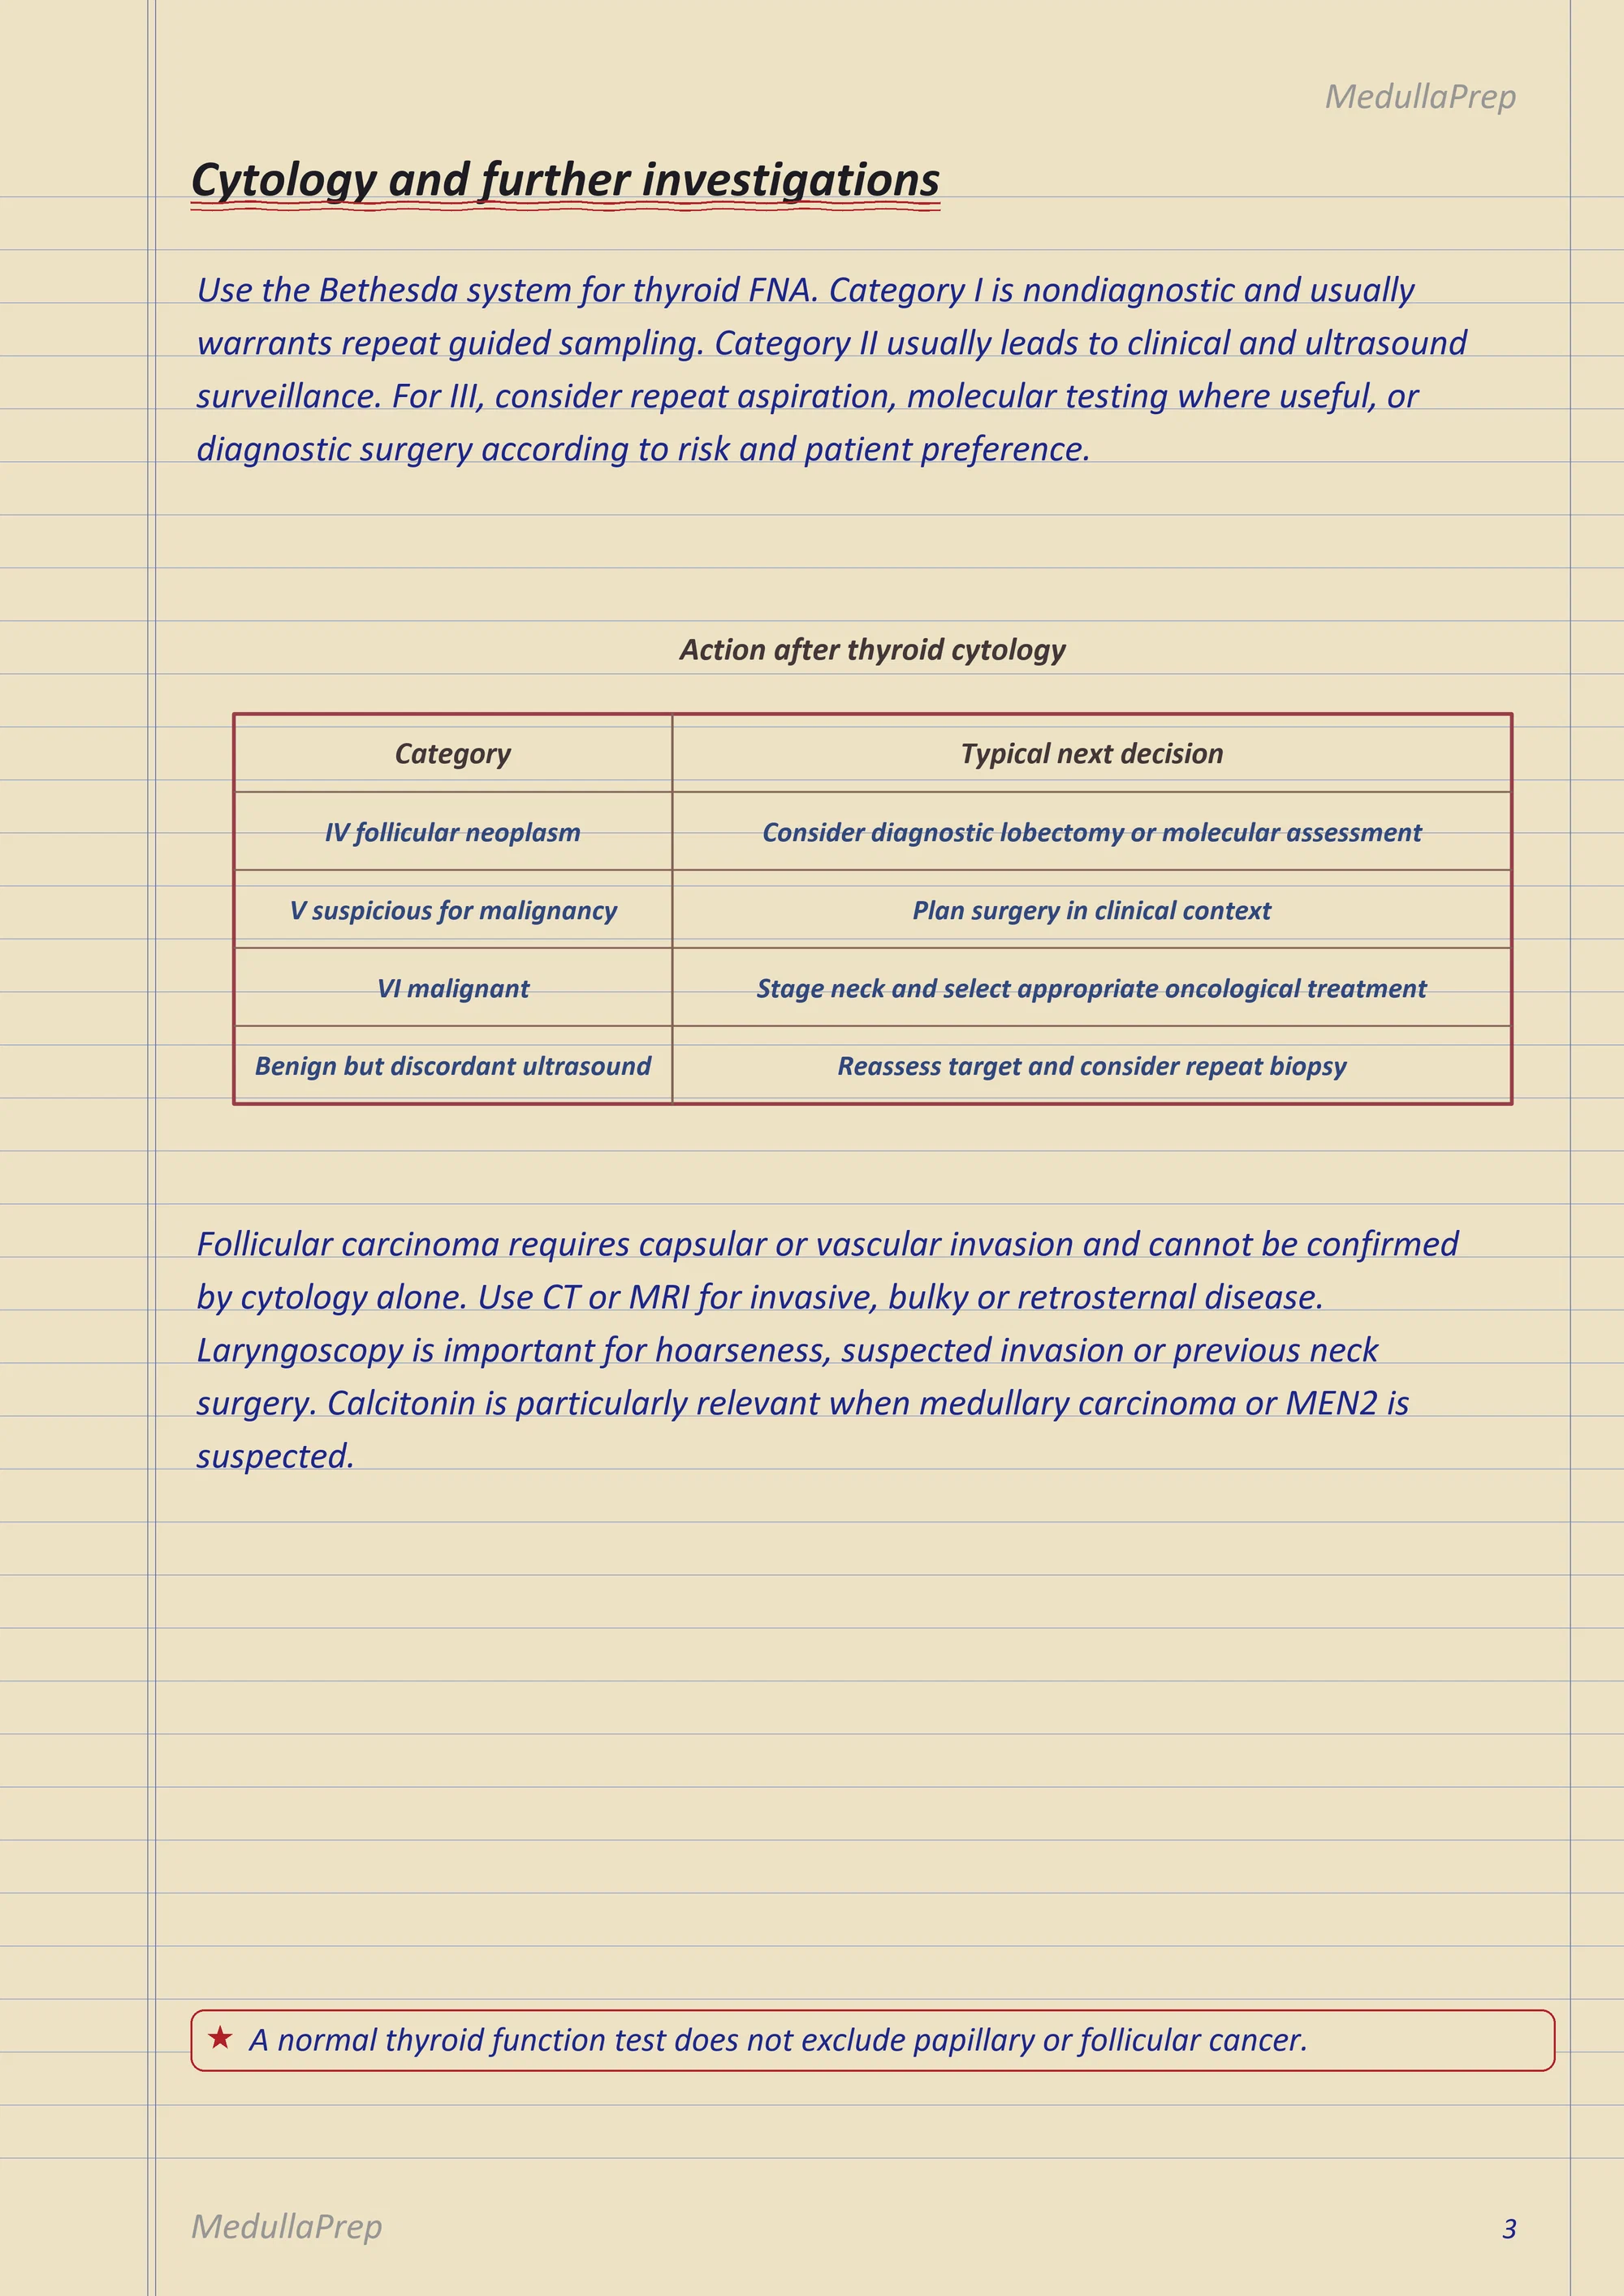 MedullaPrep
Cytology and further investigations
Use the Bethesda system for thyroid FNA. Category I is nondiagnostic and usually
warrants repeat guided sampling. Category II usually leads to clinical and ultrasound
surveillance. For III, consider repeat aspiration, molecular testing where useful, or
diagnostic surgery according to risk and patient preference.
Action after thyroid cytology
Category Typical next decision
IV follicular neoplasm Consider diagnostic lobectomy or molecular assessment
V suspicious for malignancy Plan surgery in clinical context
VI malignant Stage neck and select appropriate oncological treatment
Benign but discordant ultrasound Reassess target and consider repeat biopsy
Follicular carcinoma requires capsular or vascular invasion and cannot be confirmed
by cytology alone. Use CT or MRI for invasive, bulky or retrosternal disease.
Laryngoscopy is important for hoarseness, suspected invasion or previous neck
surgery. Calcitonin is particularly relevant when medullary carcinoma or MEN2 is
suspected.
★ A normal thyroid function test does not exclude papillary or follicular cancer.
MedullaPrep 3